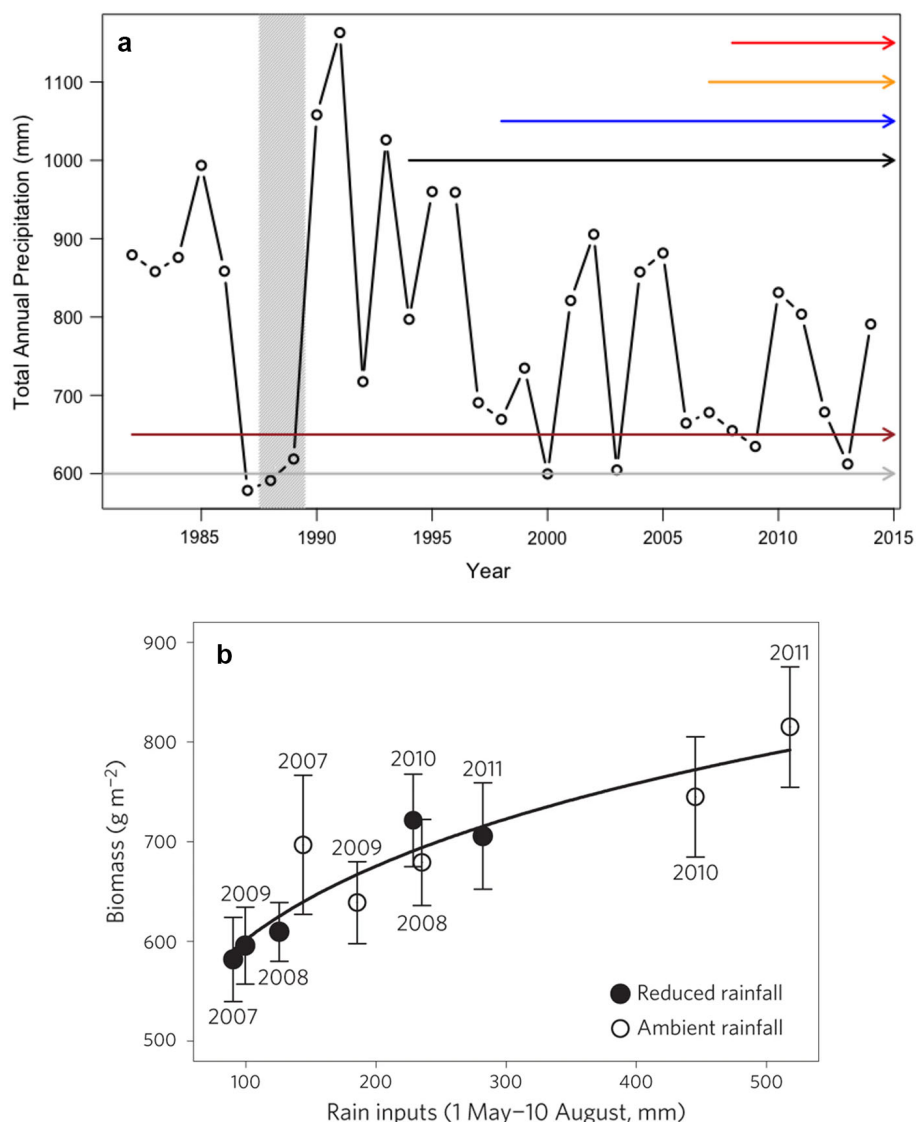 a
Total Annual Precipitation (mm)
1100
1000
900
800
700
600
1985 1990 1995 2000 2005 2010 2015
Year
b
Biomass (g m−2)
900
800
700
600
500
2007
2009
2008
2007
2009
2010
2008
2011
2010
2011
Reduced rainfall
Ambient rainfall
100 200 300 400 500
Rain inputs (1 May–10 August, mm)